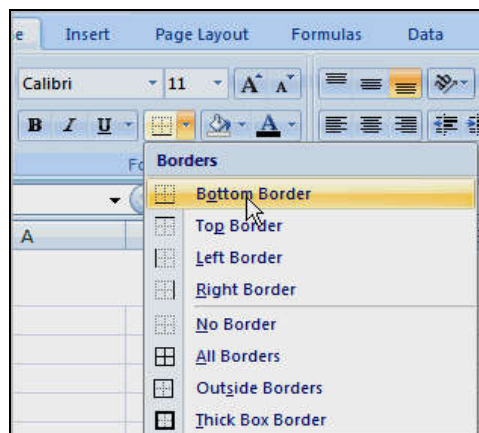 e Insert Page Layout Formulas Data
Calibri 11 A A
B I U A
Fo
Borders
Bottom Border
A
Top Border
Left Border
Right Border
No Border
All Borders
Outside Borders
Thick Box Border